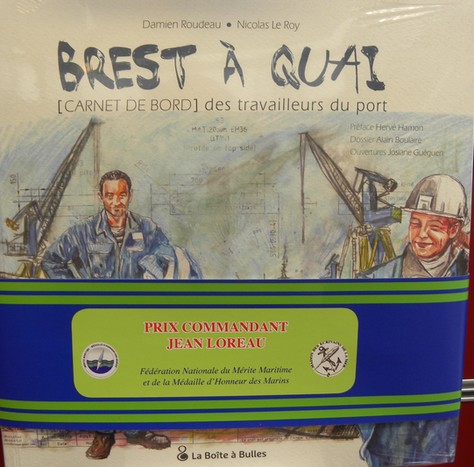 Damien Roudeau • Nicolas Le Roy
BREST À QUAI
[CARNET DE BORD] des travailleurs du port
Préface Hervé Hamon
Dossier Alain Boulaire
Ouvertures Josiane Guéguen
PRIX COMMANDANT
JEAN LOREAU
Fédération Nationale du Mérite Maritime
et de la Médaille d'Honneur des Marins
La Boîte à Bulles